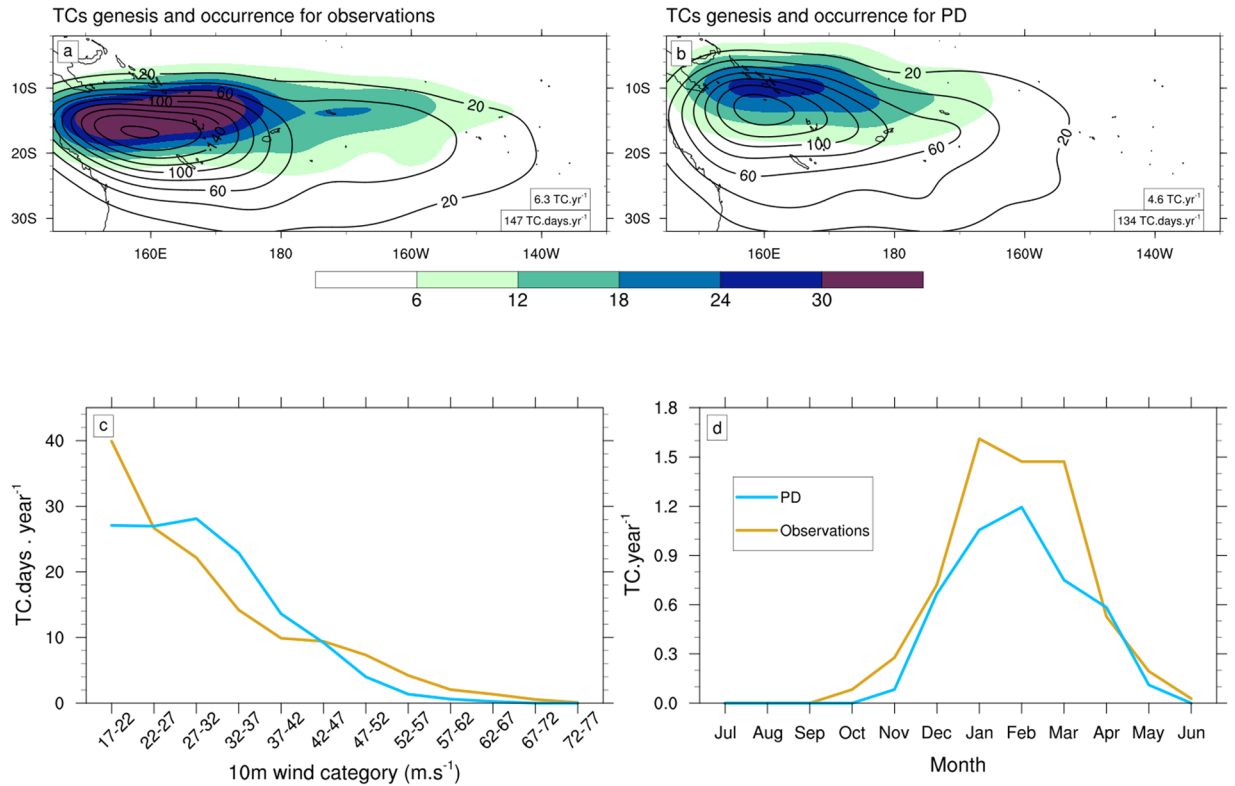 TCs genesis and occurrence for observations
TCs genesis and occurrence for PD
a
20
60
100
140
20
100
60
20
10S
20S
30S
6.3 TC.yr⁻¹
147 TC.days.yr⁻¹
160E
180
160W
140W
b
20
100
60
60
20
10S
20S
30S
4.6 TC.yr⁻¹
134 TC.days.yr⁻¹
160E
180
160W
140W
6 12 18 24 30
c
TC.days . year⁻¹
40
30
20
10
0
17-22 22-27 27-32 32-37 37-42 42-47 47-52 52-57 57-62 62-67 67-72 72-77
10m wind category (m.s⁻¹)
d
TC.year⁻¹
1.8
1.5
1.2
0.9
0.6
0.3
0.0
PD
Observations
Jul Aug Sep Oct Nov Dec Jan Feb Mar Apr May Jun
Month